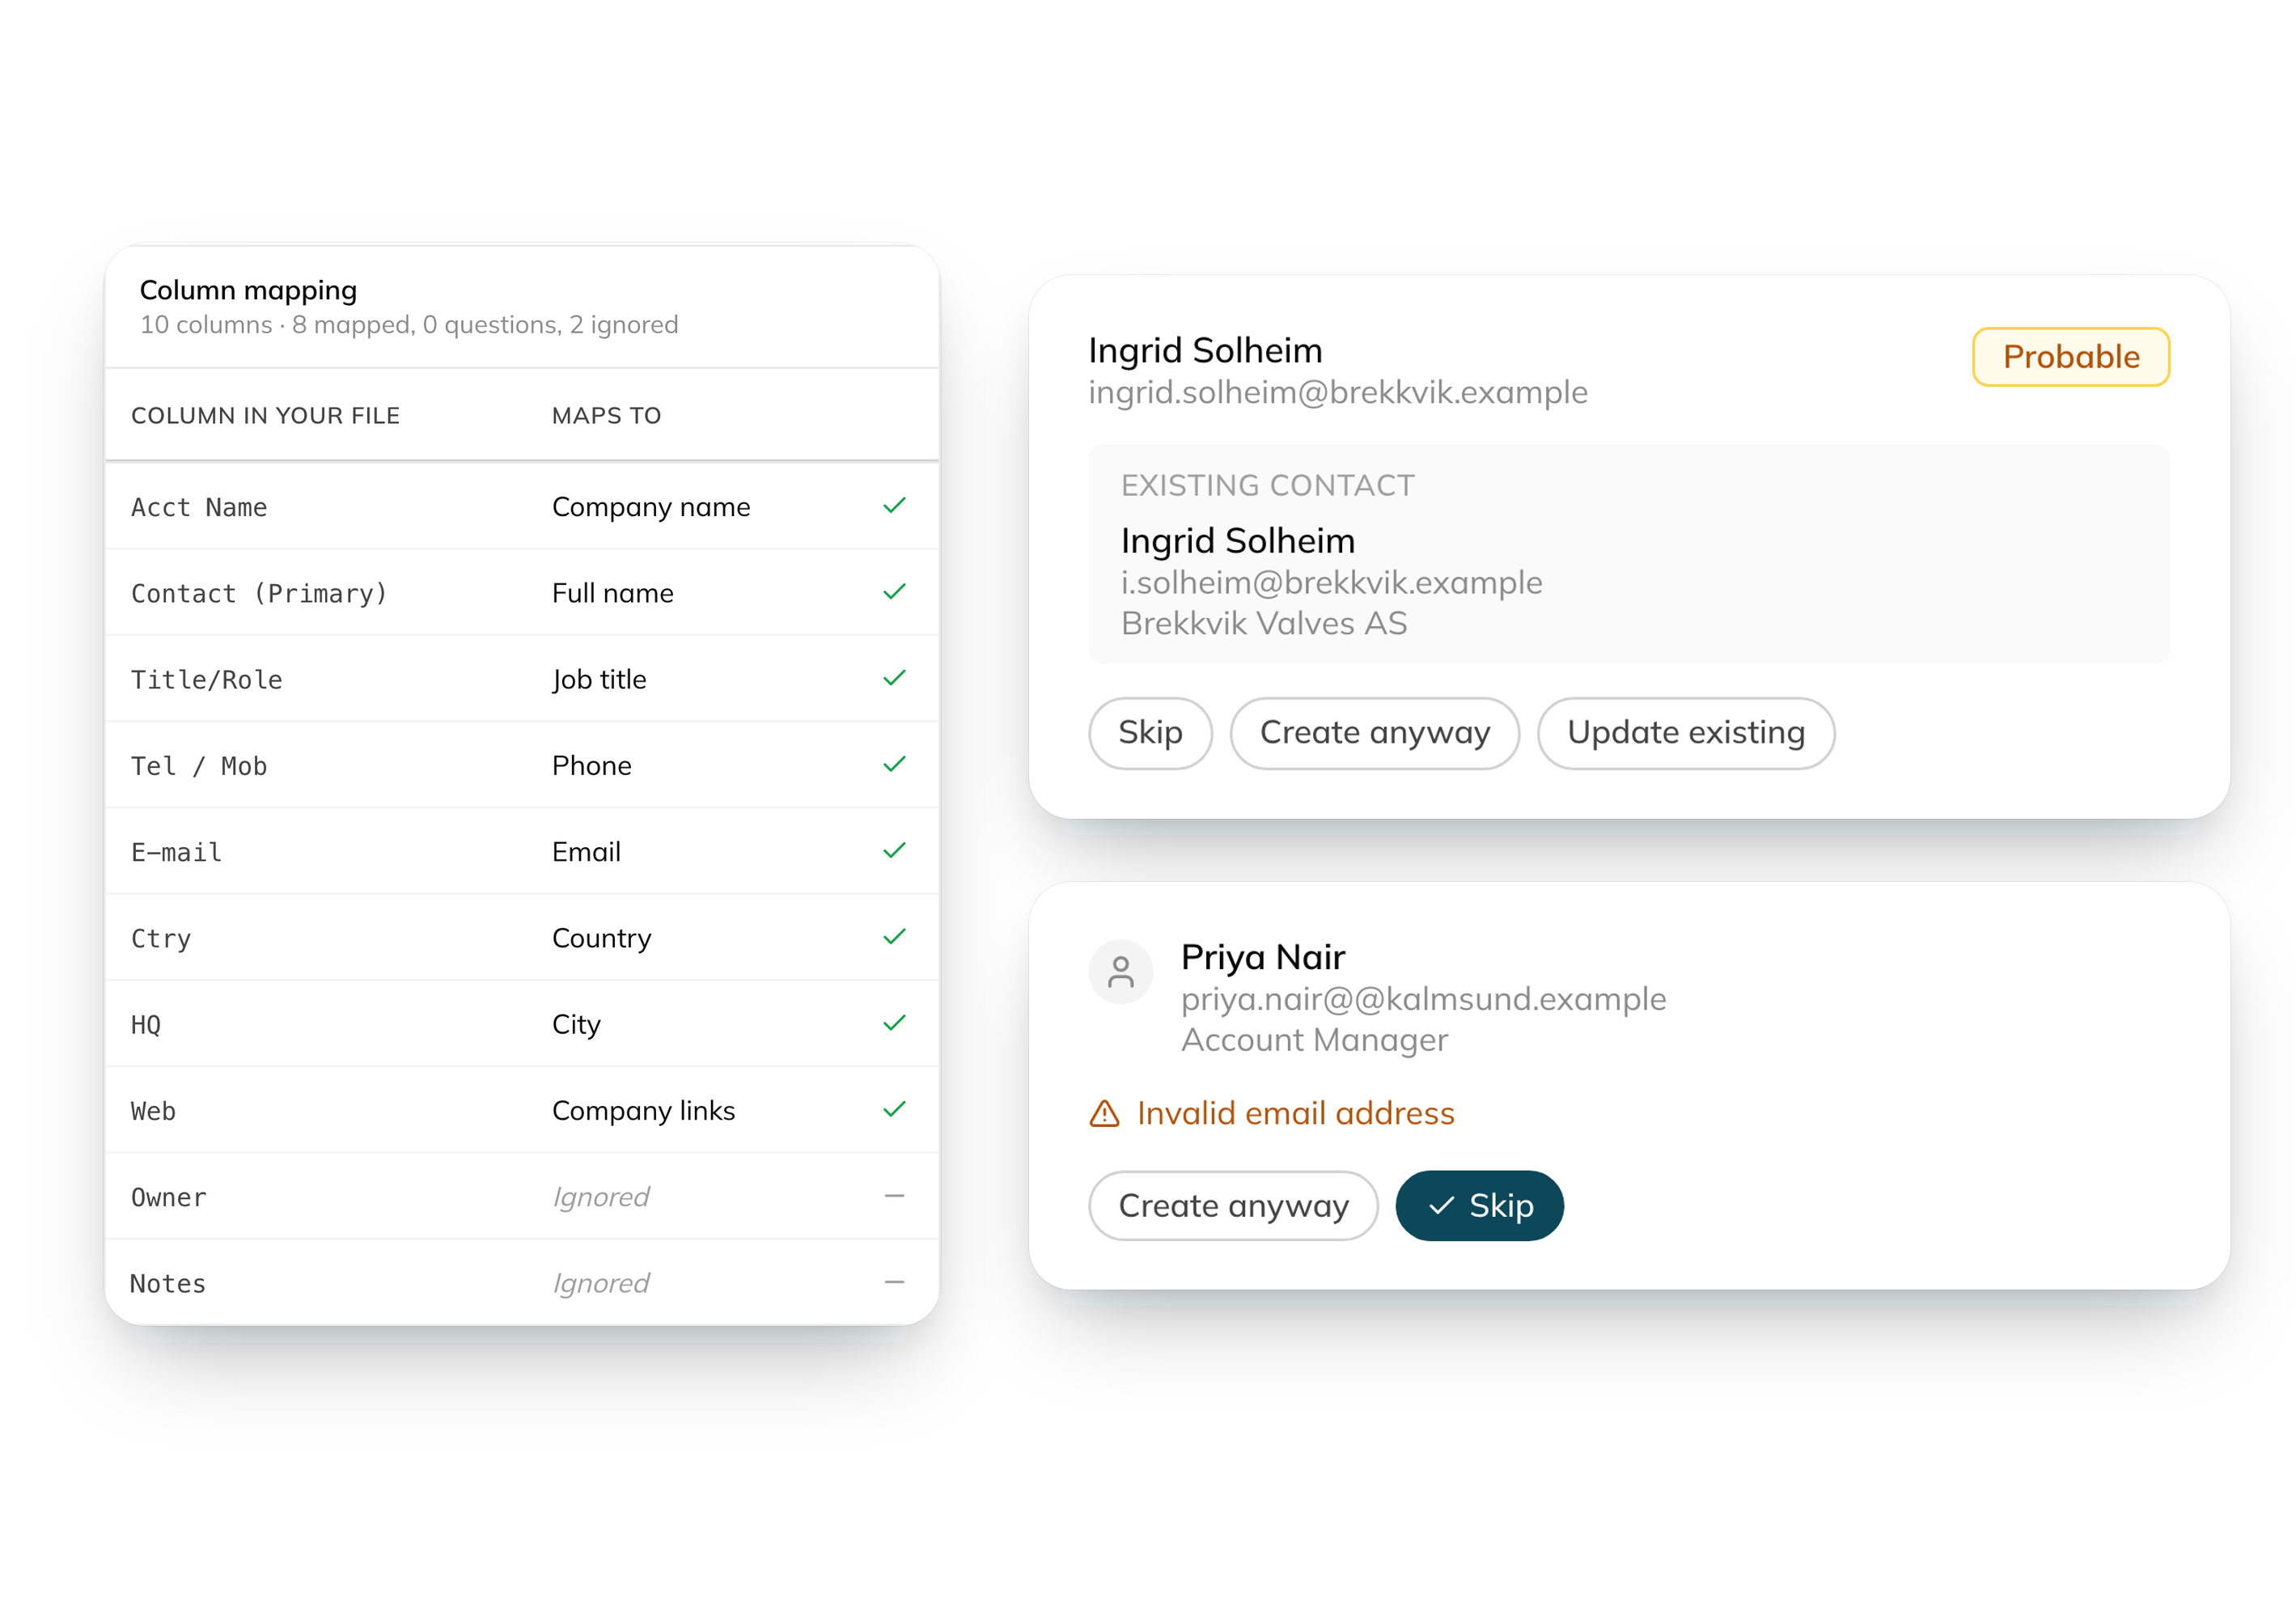 Column mapping
10 columns · 8 mapped, 0 questions, 2 ignored
COLUMN IN YOUR FILE MAPS TO
Acct Name Company name
Contact (Primary) Full name
Title/Role Job title
Tel / Mob Phone
E-mail Email
Ctry Country
HQ City
Web Company links
Owner Ignored
Notes Ignored
Ingrid Solheim Probable
ingrid.solheim@brekkvik.example
EXISTING CONTACT
Ingrid Solheim
i.solheim@brekkvik.example
Brekkvik Valves AS
Skip Create anyway Update existing
Priya Nair
priya.nair@@kalmsund.example
Account Manager
Invalid email address
Create anyway Skip